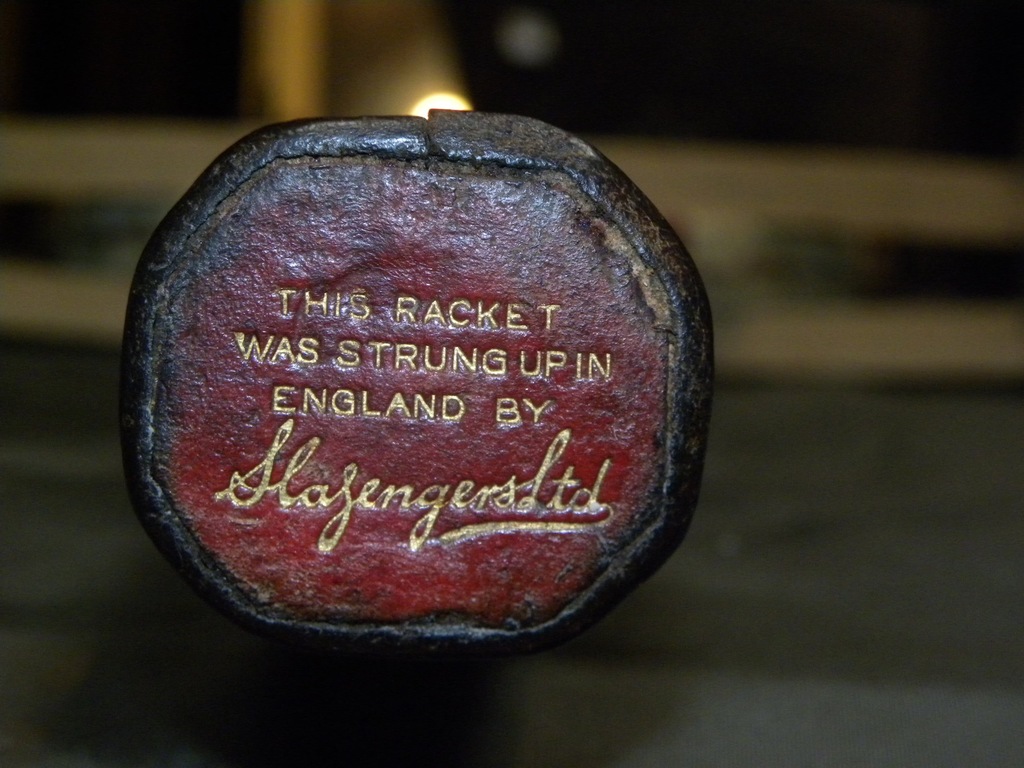 THIS RACKET
WAS STRUNG UP IN
ENGLAND BY
Slazengers Ltd